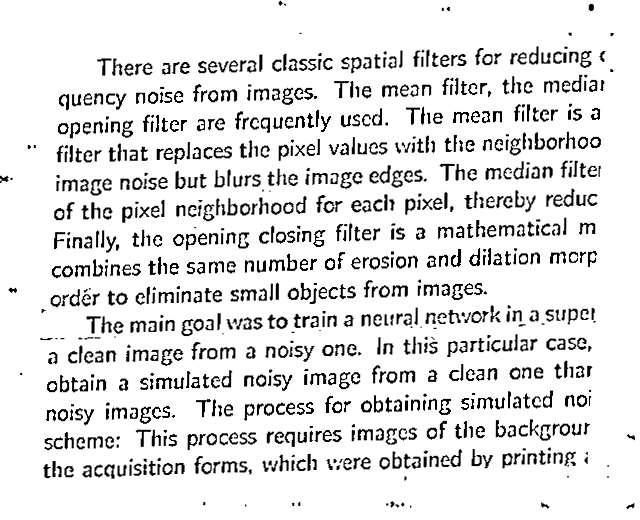 There are several classic spatial filters for reducing
quency noise from images. The mean filter, the median
opening filter are frequently used. The mean filter is a
filter that replaces the pixel values with the neighborhoo
image noise but blurs the image edges. The median filter
of the pixel neighborhood for each pixel, thereby reduc
Finally, the opening closing filter is a mathematical m
combines the same number of erosion and dilation morp
order to eliminate small objects from images.
The main goal was to train a neural network in a super
a clean image from a noisy one. In this particular case,
obtain a simulated noisy image from a clean one
noisy images. The process for obtaining simulated noi
scheme: This process requires images of the backgrour
the acquisition forms, which were obtained by printing